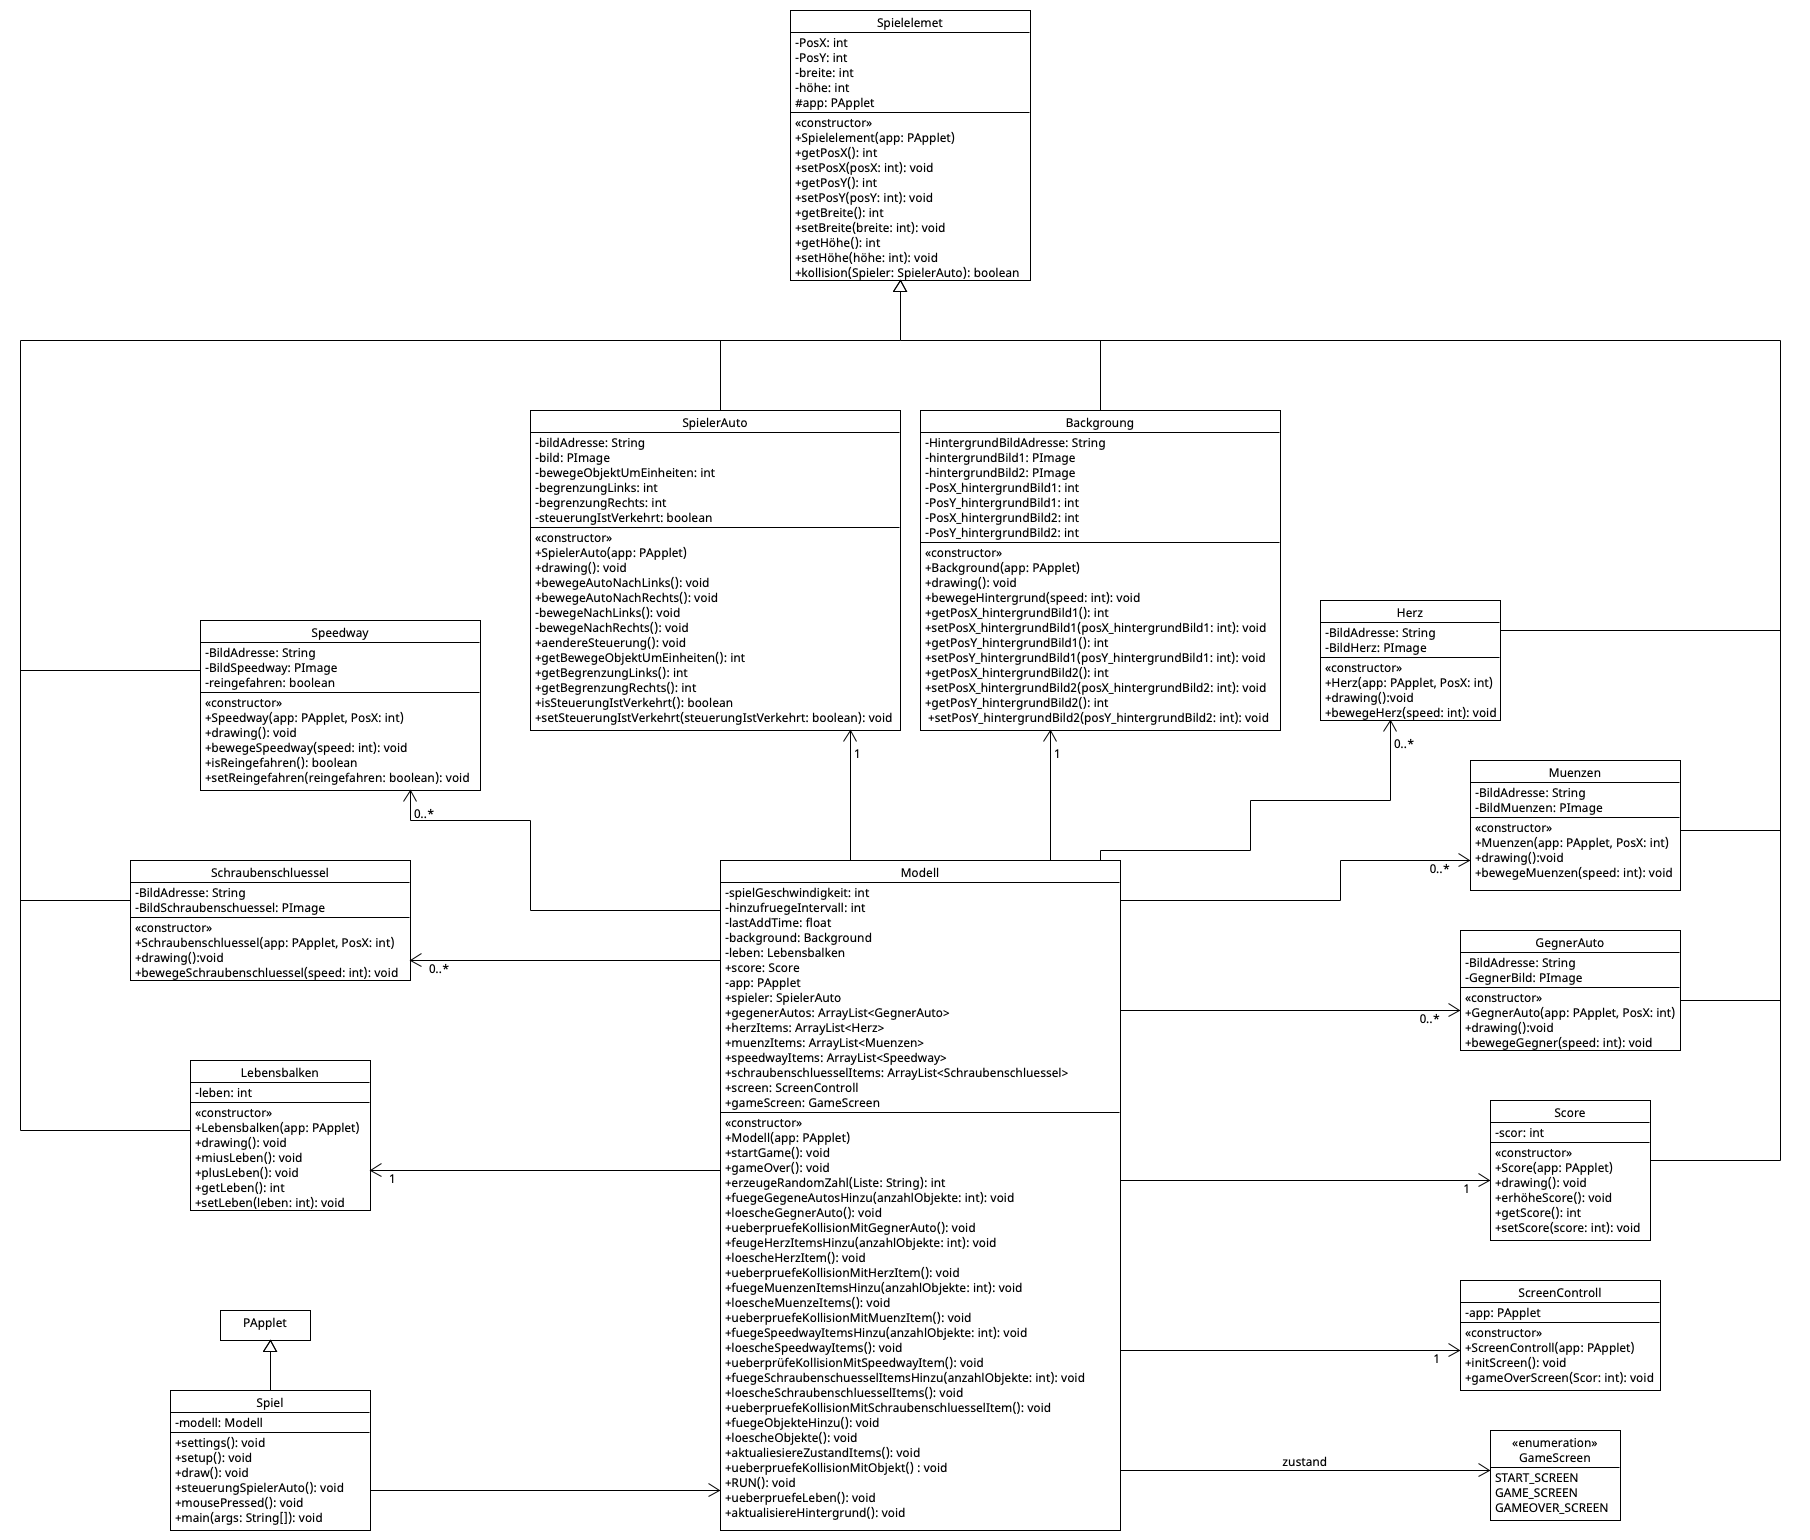 Spielelemet
-PosX: int
-PosY: int
-breite: int
-höhe: int
#app: PApplet
«constructor»
+Spielelement(app: PApplet)
+getPosX(): int
+setPosX(posX: int): void
+getPosY(): int
+setPosY(posY: int): void
+getBreite(): int
+setBreite(breite: int): void
+getHöhe(): int
+setHöhe(höhe: int): void
+kollision(Spieler: SpielerAuto): boolean
SpielerAuto
-bildAdresse: String
-bild: PImage
-bewegeObjektUmEinheiten: int
-begrenzungLinks: int
-begrenzungRechts: int
-steuerungIstVerkehrt: boolean
«constructor»
+SpielerAuto(app: PApplet)
+drawing(): void
+bewegeAutoNachLinks(): void
+bewegeAutoNachRechts(): void
-bewegeNachLinks(): void
-bewegeNachRechts(): void
+aendereSteuerung(): void
+getBewegeObjektUmEinheiten(): int
+getBegrenzungLinks(): int
+getBegrenzungRechts(): int
+isSteuerungIstVerkehrt(): boolean
+setSteuerungIstVerkehrt(steuerungIstVerkehrt: boolean): void
1
Backgroung
-HintergrundBildAdresse: String
-hintergrundBild1: PImage
-hintergrundBild2: PImage
-PosX_hintergrundBild1: int
-PosY_hintergrundBild1: int
-PosX_hintergrundBild2: int
-PosY_hintergrundBild2: int
«constructor»
+Background(app: PApplet)
+drawing(): void
+bewegeHintergrund(speed: int): void
+getPosX_hintergrundBild1(): int
+setPosX_hintergrundBild1(posX_hintergrundBild1: int): void
+getPosY_hintergrundBild1(): int
+setPosY_hintergrundBild1(posY_hintergrundBild1: int): void
+getPosX_hintergrundBild2(): int
+setPosX_hintergrundBild2(posX_hintergrundBild2: int): void
+getPosY_hintergrundBild2(): int
+setPosY_hintergrundBild2(posY_hintergrundBild2: int): void
1
Herz
-BildAdresse: String
-BildHerz: PImage
«constructor»
+Herz(app: PApplet, PosX: int)
+drawing():void
+bewegeHerz(speed: int): void
0..*
Speedway
-BildAdresse: String
-BildSpeedway: PImage
-reingefahren: boolean
«constructor»
+Speedway(app: PApplet, PosX: int)
+drawing(): void
+bewegeSpeedway(speed: int): void
+isReingefahren(): boolean
+setReingefahren(reingefahren: boolean): void
0..*
Muenzen
-BildAdresse: String
-BildMuenzen: PImage
«constructor»
+Muenzen(app: PApplet, PosX: int)
+drawing():void
+bewegeMuenzen(speed: int): void
0..*
Schraubenschluessel
-BildAdresse: String
-BildSchraubenschuessel: PImage
«constructor»
+Schraubenschluessel(app: PApplet, PosX: int)
+drawing():void
+bewegeSchraubenschluessel(speed: int): void
0..*
Modell
-spielGeschwindigkeit: int
-hinzufruegeIntervall: int
-lastAddTime: float
-background: Background
-leben: Lebensbalken
+score: Score
-app: PApplet
+spieler: SpielerAuto
+gegenerAutos: ArrayList<GegnerAuto>
+herzItems: ArrayList<Herz>
+muenzItems: ArrayList<Muenzen>
+speedwayItems: ArrayList<Speedway>
+schraubenschluesselItems: ArrayList<Schraubenschluessel>
+screen: ScreenControll
+gameScreen: GameScreen
«constructor»
+Modell(app: PApplet)
+startGame(): void
+gameOver(): void
+erzeugeRandomZahl(Liste: String): int
+fuegeGegeneAutosHinzu(anzahlObjekte: int): void
+loescheGegnerAuto(): void
+ueberpruefeKollisionMitGegnerAuto(): void
+feugeHerzItemsHinzu(anzahlObjekte: int): void
+loescheHerzItem(): void
+ueberpruefeKollisionMitHerzItem(): void
+fuegeMuenzenItemsHinzu(anzahlObjekte: int): void
+loescheMuenzeItems(): void
+ueberpruefeKollisionMitMuenzItem(): void
+fuegeSpeedwayItemsHinzu(anzahlObjekte: int): void
+loescheSpeedwayItems(): void
+ueberprüfeKollisionMitSpeedwayItem(): void
+fuegeSchraubenschuesselItemsHinzu(anzahlObjekte: int): void
+loescheSchraubenschluesselItems(): void
+ueberpruefeKollisionMitSchraubenschluesselItem(): void
+fuegeObjekteHinzu(): void
+loescheObjekte(): void
+aktualiesiereZustandItems(): void
+ueberpruefeKollisionMitObjekt() : void
+RUN(): void
+ueberpruefeLeben(): void
+aktualisiereHintergrund(): void
GegnerAuto
-BildAdresse: String
-GegnerBild: PImage
«constructor»
+GegnerAuto(app: PApplet, PosX: int)
+drawing():void
+bewegeGegner(speed: int): void
0..*
Lebensbalken
-leben: int
«constructor»
+Lebensbalken(app: PApplet)
+drawing(): void
+miusLeben(): void
+plusLeben(): void
+getLeben(): int
+setLeben(leben: int): void
1
Score
-scor: int
«constructor»
+Score(app: PApplet)
+drawing(): void
+erhöheScore(): void
+getScore(): int
+setScore(score: int): void
1
ScreenControll
-app: PApplet
«constructor»
+ScreenControll(app: PApplet)
+initScreen(): void
+gameOverScreen(Scor: int): void
1
PApplet
Spiel
-modell: Modell
+settings(): void
+setup(): void
+draw(): void
+steuerungSpielerAuto(): void
+mousePressed(): void
+main(args: String[]): void
zustand
«enumeration»
GameScreen
START_SCREEN
GAME_SCREEN
GAMEOVER_SCREEN